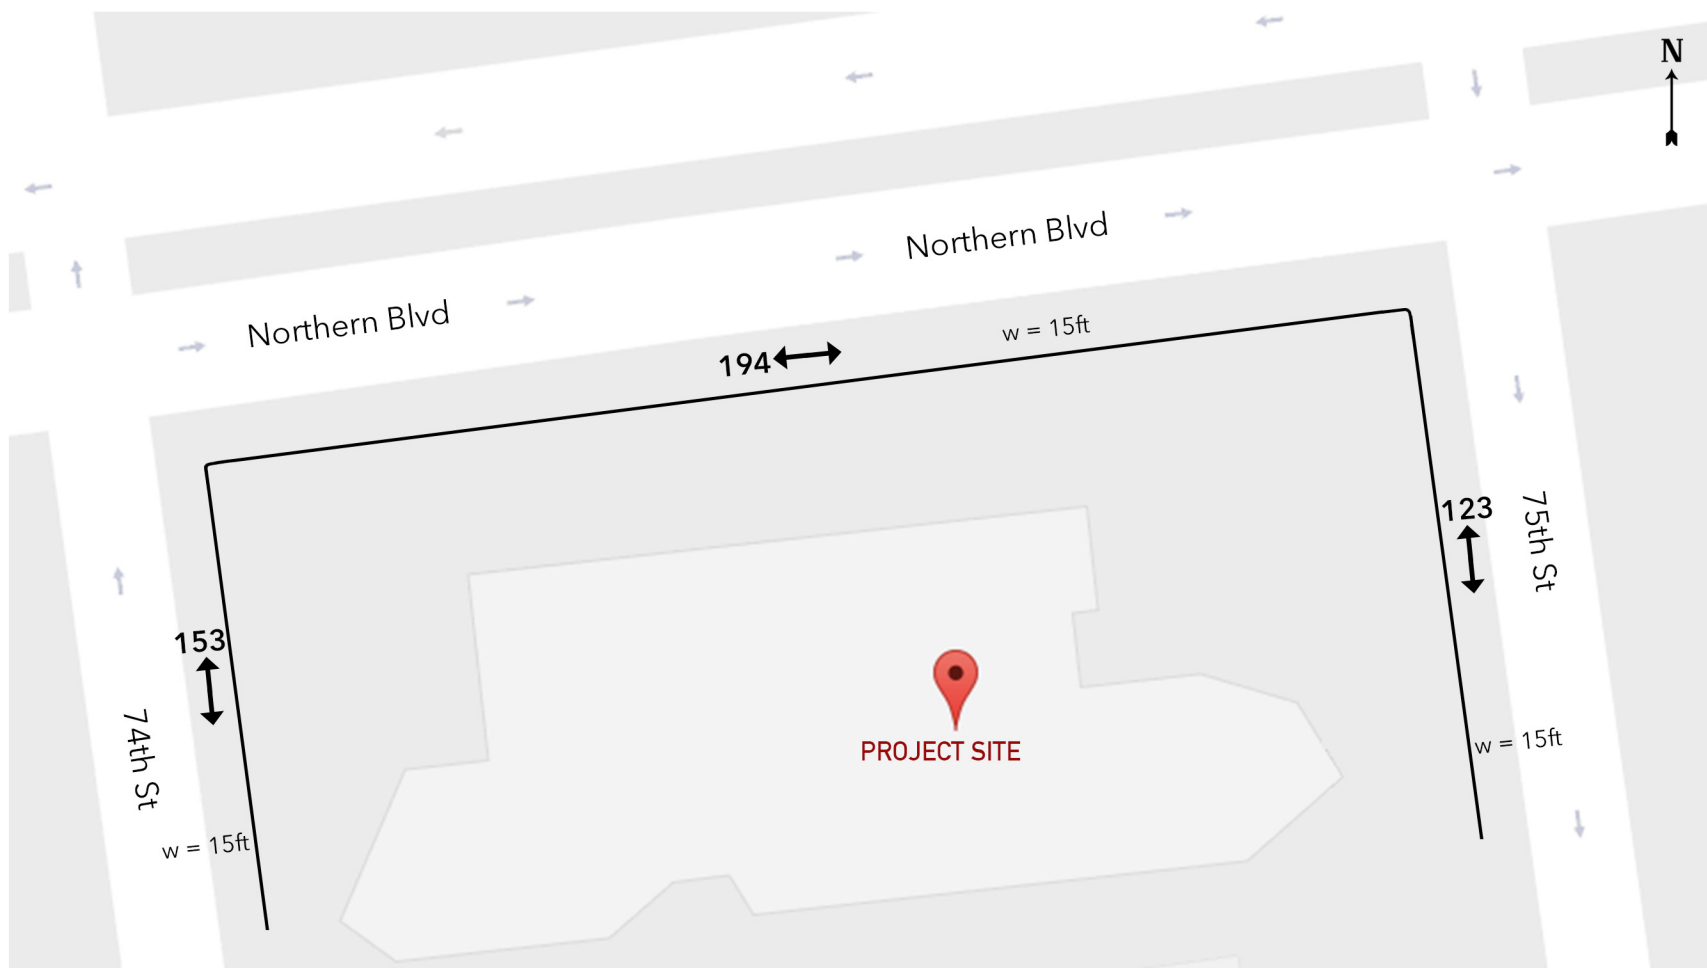 N
Northern Blvd
Northern Blvd
w = 15ft
194
123
75th St
153
74th St
PROJECT SITE
w = 15ft
w = 15ft